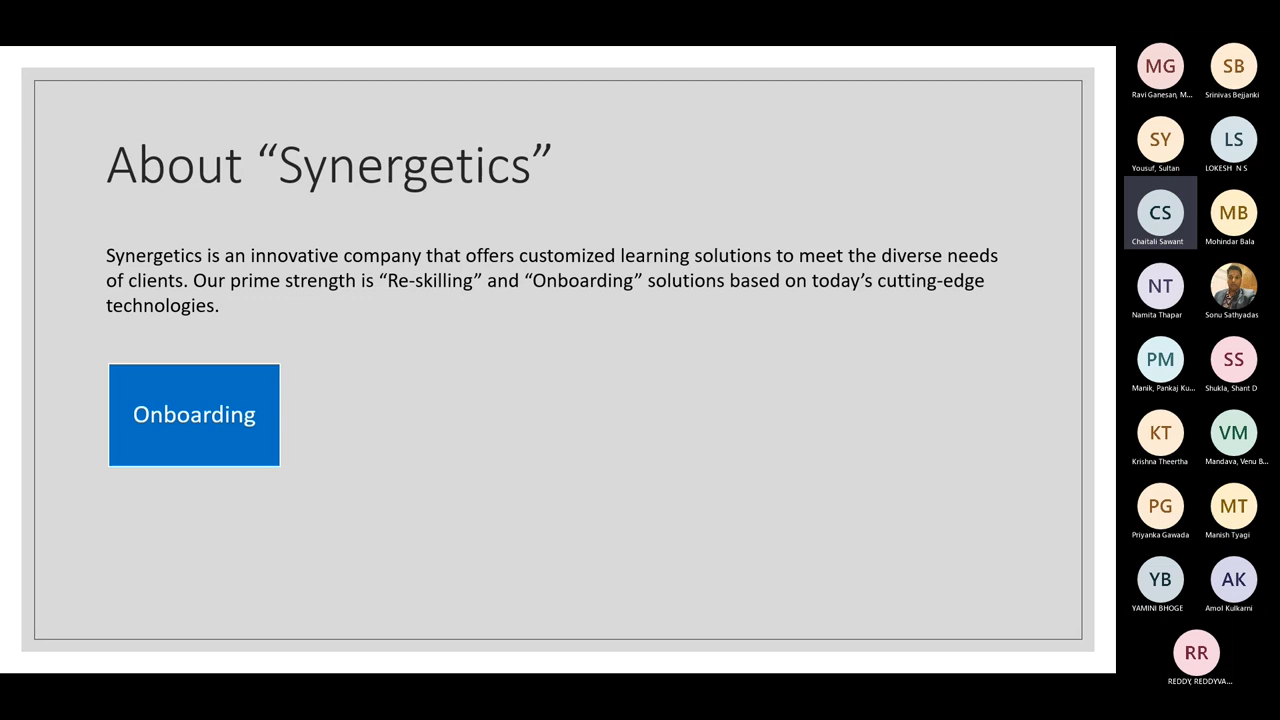 About “Synergetics”
Synergetics is an innovative company that offers customized learning solutions to meet the diverse needs
of clients. Our prime strength is “Re-skilling” and “Onboarding” solutions based on today’s cutting-edge
technologies.
Onboarding
MG
SB
Ravi Ganesan, M...
Srinivas Bejjanki
SY
LS
Yousuf, Sultan
LOKESH N S
CS
MB
Chaitali Sawant
Mohindar Bala
NT
Namita Thapar
Sonu Sathyadas
PM
SS
Manik, Pankaj Ku...
Shukla, Shant D
KT
VM
Krishna Theertha
Mandava, Venu B...
PG
MT
Priyanka Gawada
Manish Tyagi
YB
AK
YAMINI BHOGE
Amol Kulkarni
RR
REDDY, REDDYVA...